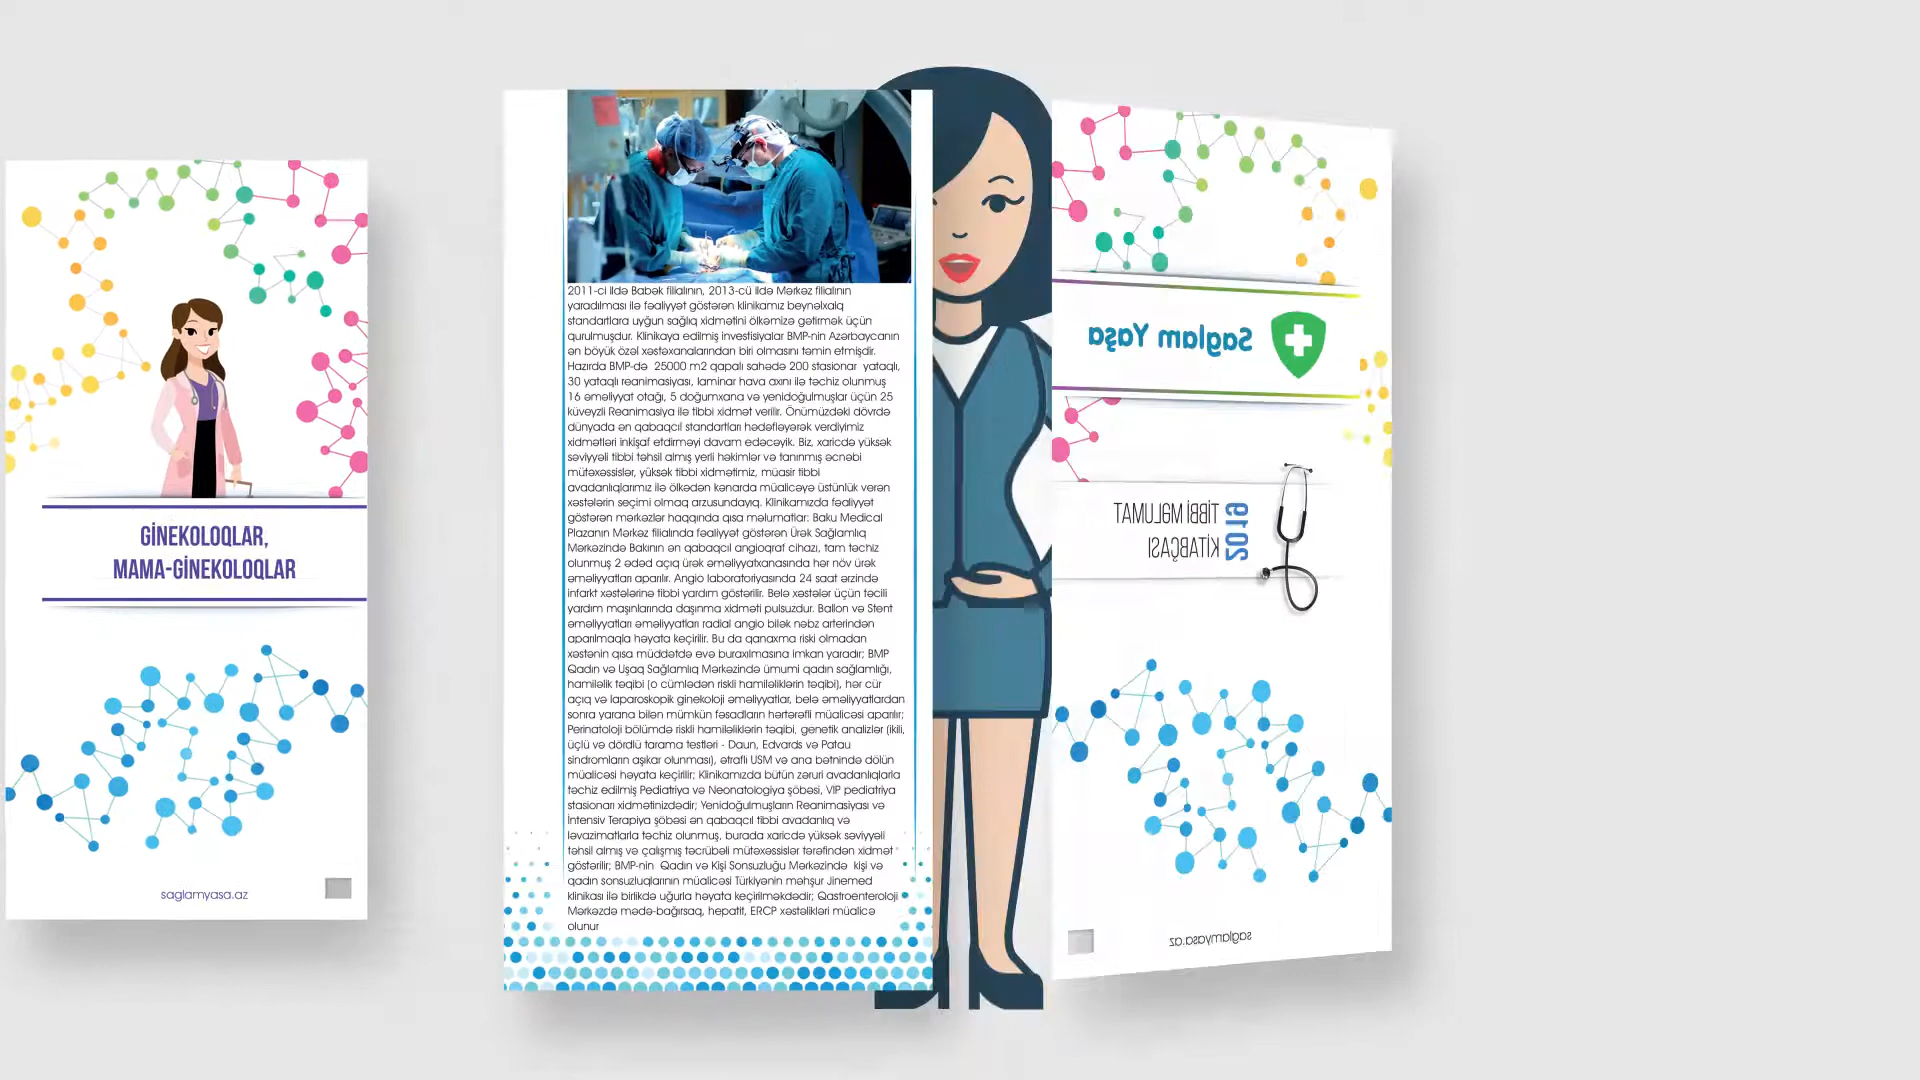 GİNEKOLOQLAR,
MAMA-GİNEKOLOQLAR
saglamyasa.az
2011-ci ildə Babək filialının, 2013-cü ildə Mərkəz filialının
yaradılması ilə fəaliyyət göstərən klinikamız beynəlxalq
standartlara uyğun sağlıq xidmətini ölkəmizə gətirmək üçün
qurulmuşdur. Klinikaya edilmiş investisiyalar BMP-nin Azərbaycanın
ən böyük özəl xəstəxanalarından biri olmasını təmin etmişdir.
Hazırda BMP-də 25000 m2 qapalı sahədə 200 stasionar yataqlı,
30 yataqlı reanimasiyası, laminar hava axını ilə təchiz olunmuş
16 əməliyyat otağı, 5 doğumxana və yenidoğulmuşlar üçün 25
küveyzli Reanimasiya ilə tibbi xidmət verilir. Önümüzdəki dövrdə
dünyada ən qabaqcıl standartları hədəfləyərək verdiyimiz
xidmətləri inkişaf etdirməyi davam edəcəyik. Biz, xaricdə yüksək
səviyyəli tibbi təhsil almış yerli həkimlər və tanınmış əcnəbi
mütəxəssislər, yüksək tibbi xidmətimiz, müasir tibbi
avadanlıqlarımız ilə ölkədən kənarda müalicəyə üstünlük verən
xəstələrin seçimi olmaq arzusundayıq. Klinikamızda fəaliyyət
göstərən mərkəzlər haqqında qısa məlumatlar: Baku Medical
Plazanın Mərkəz filialında fəaliyyət göstərən Ürək Sağlamlıq
Mərkəzində Bakının ən qabaqcıl angioqraf cihazı, tam təchiz
olunmuş 2 ədəd açıq ürək əməliyyatxanasında hər növ ürək
əməliyyatları aparılır. Angio laboratoriyasında 24 saat ərzində
infarkt xəstələrinə tibbi yardım göstərilir. Belə xəstələr üçün təcili
yardım maşınlarında daşınma xidməti pulsuzdur. Ballon və Stent
əməliyyatları əməliyyatları radial angio bilək nəbz arterindən
aparılmaqla həyata keçirilir. Bu da qanaxma riski olmadan
xəstənin qısa müddətdə evə buraxılmasına imkan yaradır; BMP
Qadın və Uşaq Sağlamlıq Mərkəzində ümumi qadın sağlamlığı,
hamiləlik təqibi (o cümlədən riskli hamiləliklərin təqibi), hər cür
açıq və laparoskopik ginekoloji əməliyyatlar, belə əməliyyatlardan
sonra yarana bilən mümkün fəsadların hərtərəfli müalicəsi aparılır;
Perinatoloji bölümdə riskli hamiləliklərin təqibi, genetik analizlər (ikili,
üçlü və dördlü tarama testləri - Daun, Edvards və Patau
sindromların aşkar olunması), ətraflı USM və ana bətnində dölün
müalicəsi həyata keçirilir; Klinikamızda bütün zəruri avadanlıqlarla
təchiz edilmiş Pediatriya və Neonatologiya şöbəsi, VIP pediatriya
stasionarı xidmətinizdədir; Yenidoğulmuşların Reanimasiyası və
İntensiv Terapiya şöbəsi ən qabaqcıl tibbi avadanlıq və
ləvazimatlarla təchiz olunmuş, burada xaricdə yüksək səviyyəli
təhsil almış və çalışmış təcrübəli mütəxəssislər tərəfindən xidmət
göstərilir; BMP-nin Qadın və Kişi Sonsuzluğu Mərkəzində kişi və
qadın sonsuzluqlarının müalicəsi Türkiyənin məhşur Jinemed
klinikası ilə birlikdə uğurla həyata keçirilməkdədir; Qastroenteroloji
Mərkəzdə mədə-bağırsaq, hepatit, ERCP xəstəlikləri müalicə
olunur
Saglam Yaşa
2019 TİBBİ MƏLUMAT
KİTABÇASI
saglamyasa.az